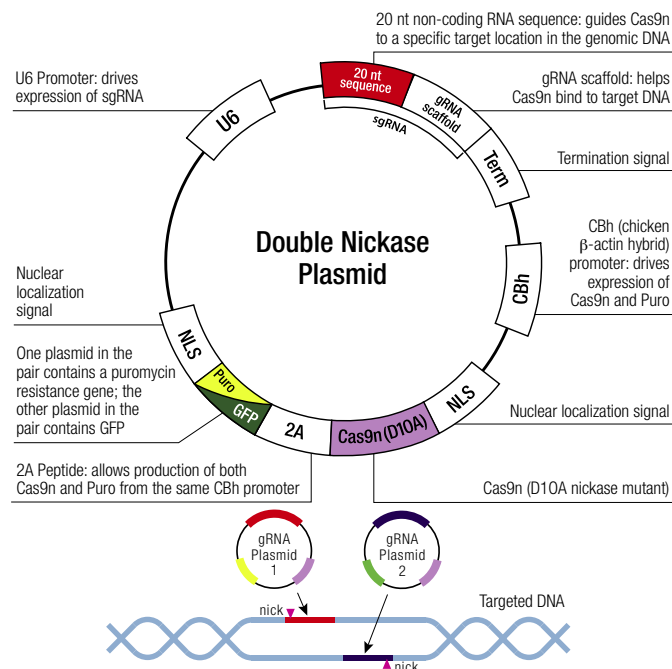 20 nt non-coding RNA sequence: guides Cas9n
to a specific target location in the genomic DNA
U6 Promoter: drives
expression of sgRNA
gRNA scaffold: helps
Cas9n bind to target DNA
20 nt
sequence
gRNA
scaffold
sgRNA
U6
Term
Termination signal
Double Nickase
Plasmid
CBh (chicken
β-actin hybrid)
promoter: drives
expression of
Cas9n and Puro
CBh
Nuclear
localization
signal
NLS
One plasmid in the
pair contains a puromycin
resistance gene; the
other plasmid in the
pair contains GFP
Puro
GFP
2A
Cas9n (D10A)
NLS
Nuclear localization signal
2A Peptide: allows production of both
Cas9n and Puro from the same CBh promoter
Cas9n (D10A nickase mutant)
gRNA
Plasmid
1
gRNA
Plasmid
2
Targeted DNA
nick
nick